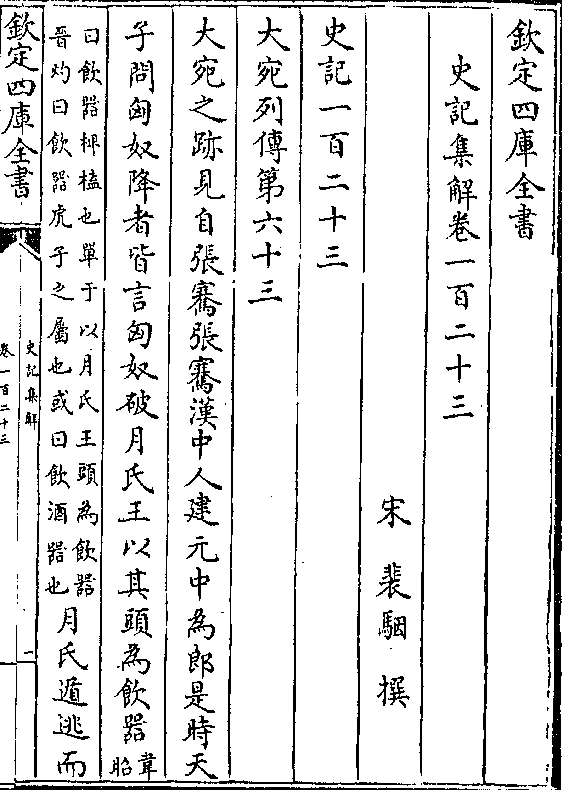 欽定四庫全書
史記集解卷一百二十三
宋 裴駰 撰
史記一百二十三
大宛列傳第六十三
大宛之跡見自張騫張騫漢中人建元中為郎是時天
子問匈奴降者皆言匈奴破月氏王以其頭為飲器韋昭
曰飲器椑榼也單于以月氏王頭為飲器
晉灼曰飲器虎子之屬也或曰飲酒器也
月氏遁逃而
欽定四庫全書
史記集解
卷一百二十三
一